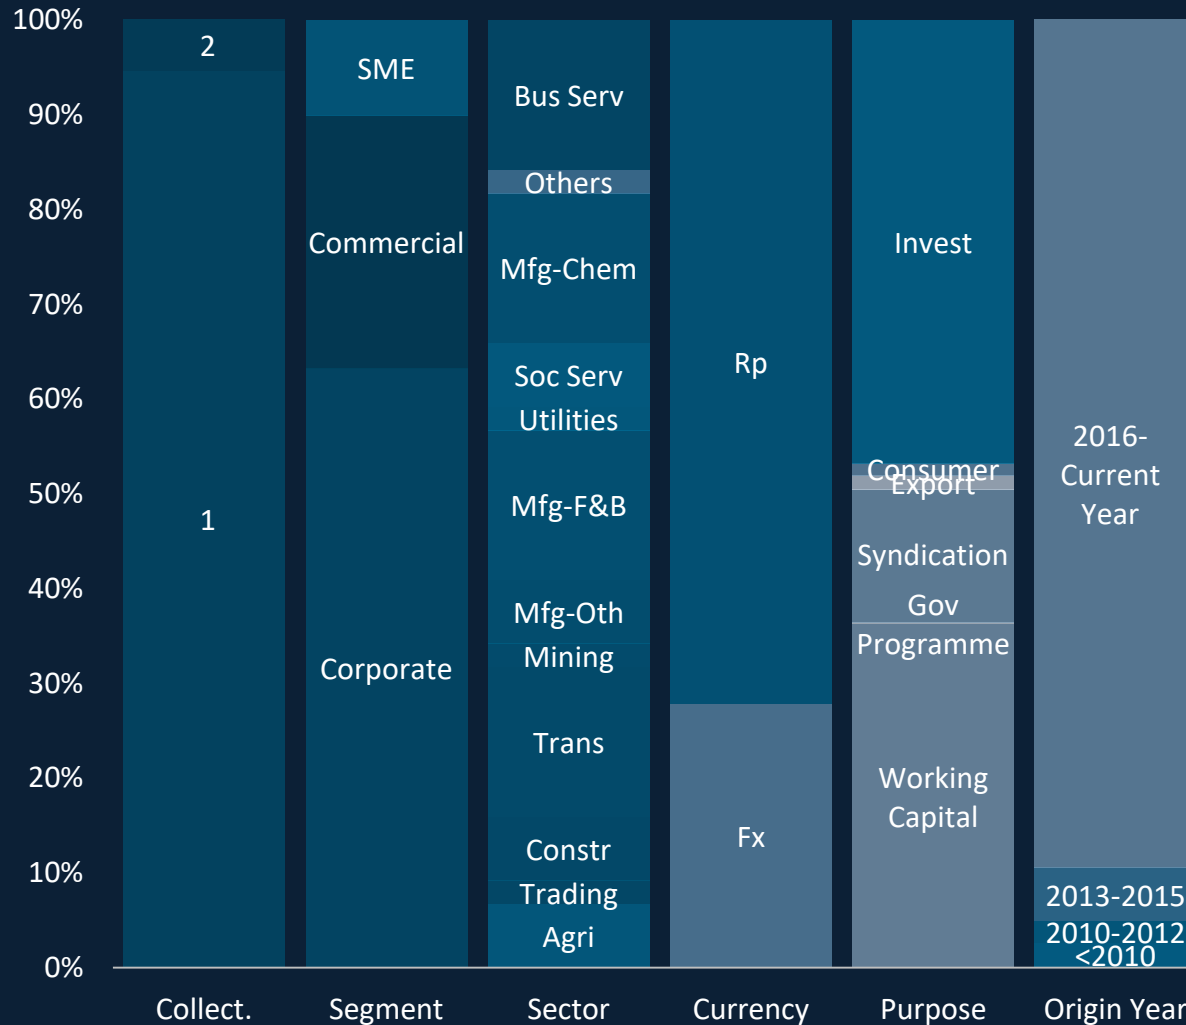 100%
90%
80%
70%
60%
50%
40%
30%
20%
10%
0%
2
1
SME
Commercial
Corporate
Bus Serv
Others
Mfg-Chem
Soc Serv
Utilities
Mfg-F&B
Mfg-Oth
Mining
Trans
Constr
Trading
Agri
Rp
Fx
Invest
Consumer
Export
Syndication
Gov
Programme
Working
Capital
2016-
Current
Year
2013-2015
2010-2012
<2010
Collect.
Segment
Sector
Currency
Purpose
Origin Year